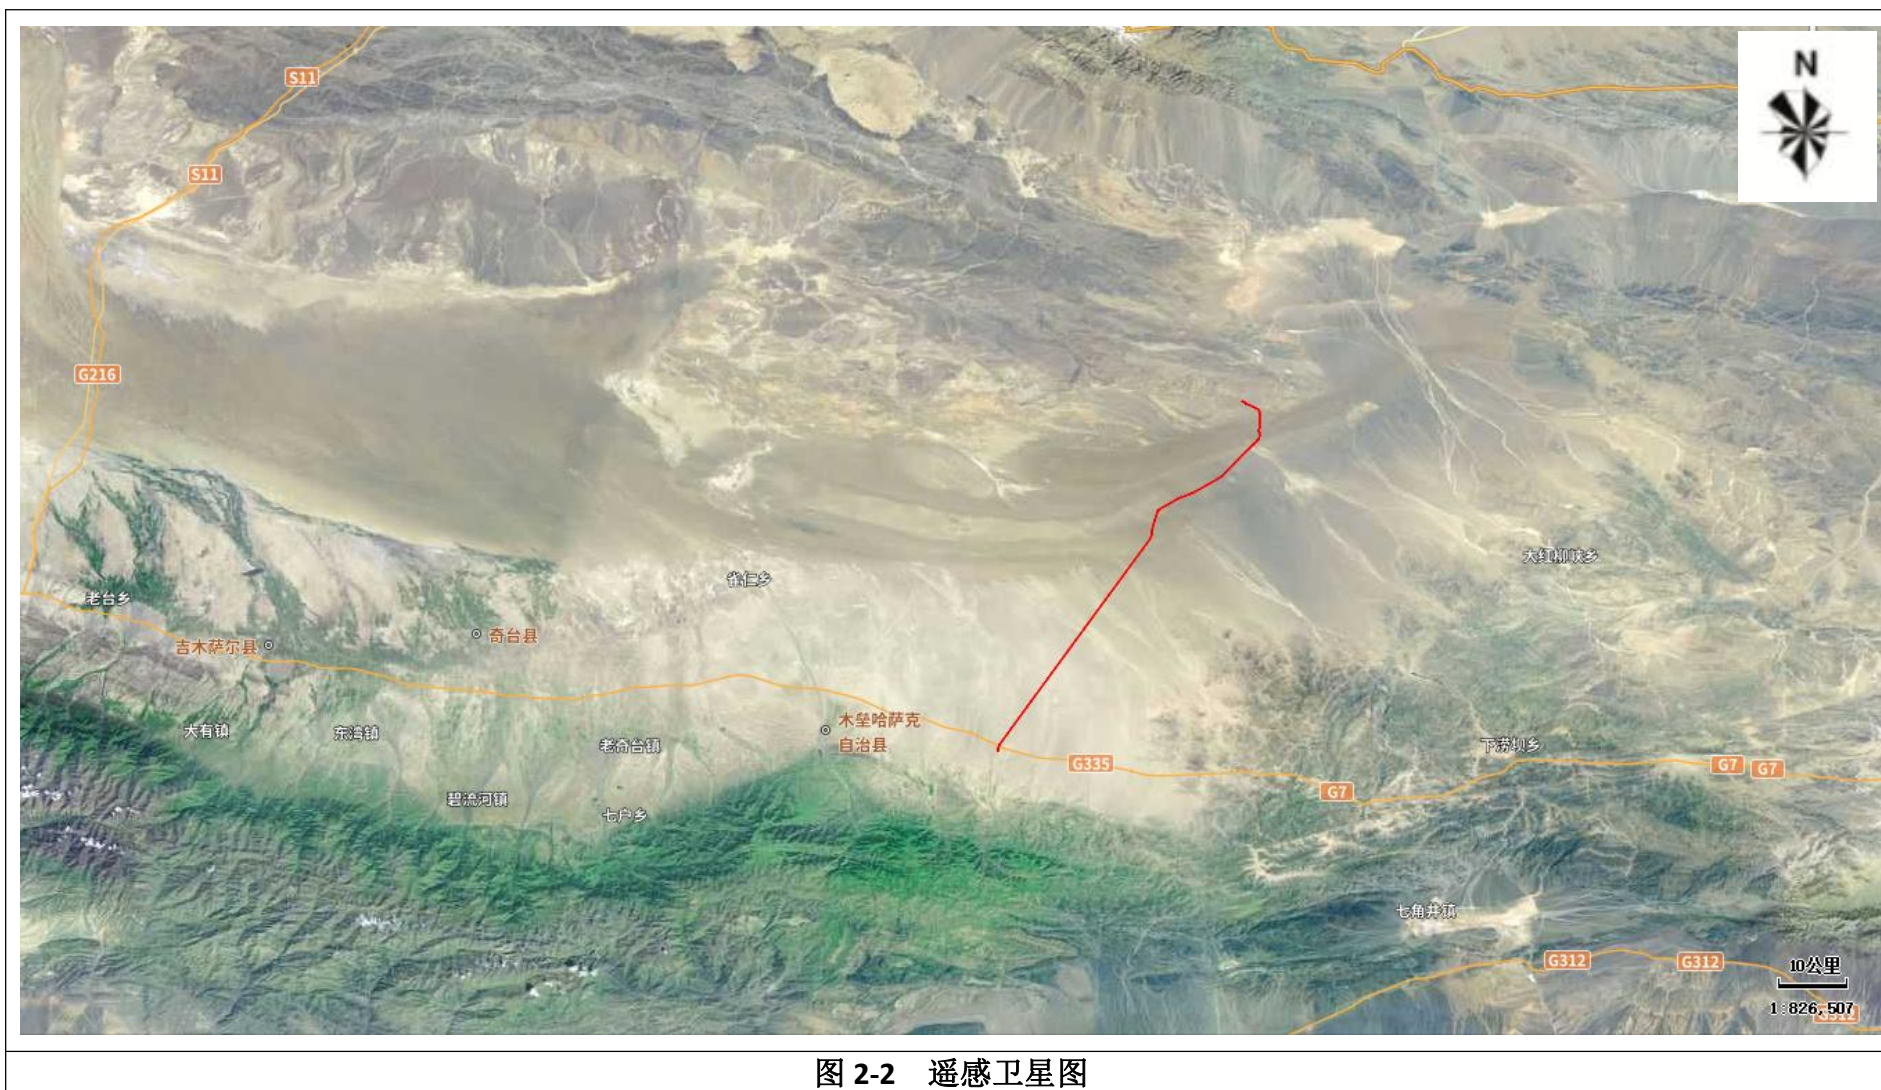 N
S11
S11
G216
雀仁乡
大红柳峡乡
老台乡
奇台县
吉木萨尔县
木垒哈萨克
自治县
大有镇
东湾镇
老奇台镇
下涝坝乡
G335
G7
G7
G7
碧流河镇
七户乡
七角井镇
G312
G312
10公里
1:826,507
G312
图 2-2 遥感卫星图